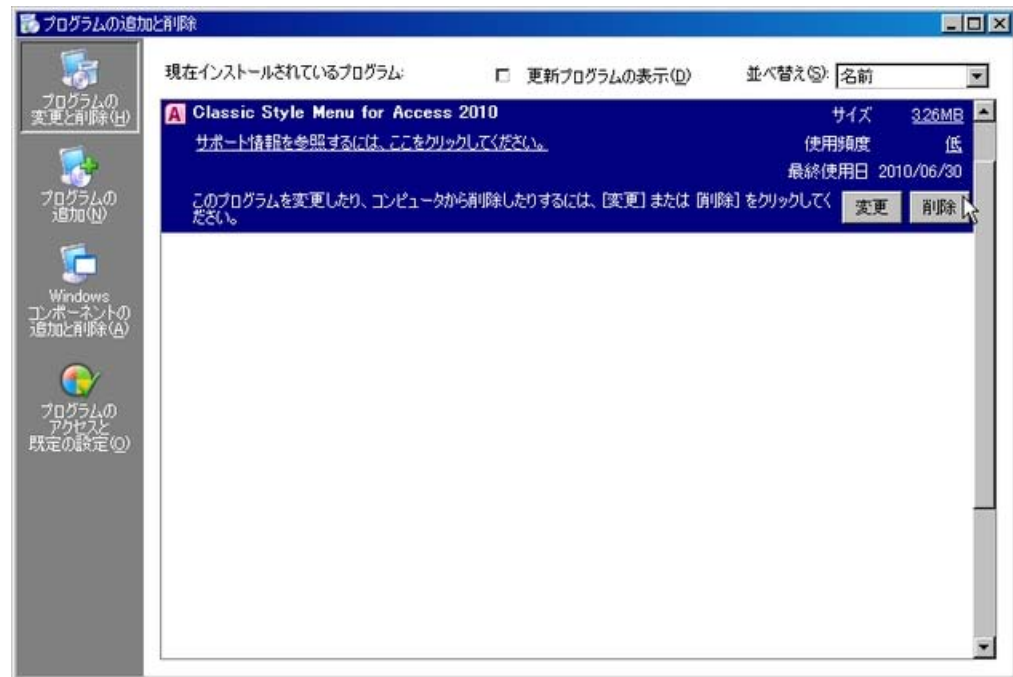 プログラムの追加と削除
プログラムの
変更と削除(H)
プログラムの
追加(N)
Windows
コンポーネントの
追加と削除(A)
プログラムの
アクセスと
既定の設定(O)
現在インストールされているプログラム:
更新プログラムの表示(D)
並べ替え(S): 名前
Classic Style Menu for Access 2010
サイズ 3.26MB
サポート情報を参照するには、ここをクリックしてください。
使用頻度 低
最終使用日 2010/06/30
このプログラムを変更したり、コンピュータから削除したりするには、[変更] または [削除] をクリックしてく
ださい。
変更 削除